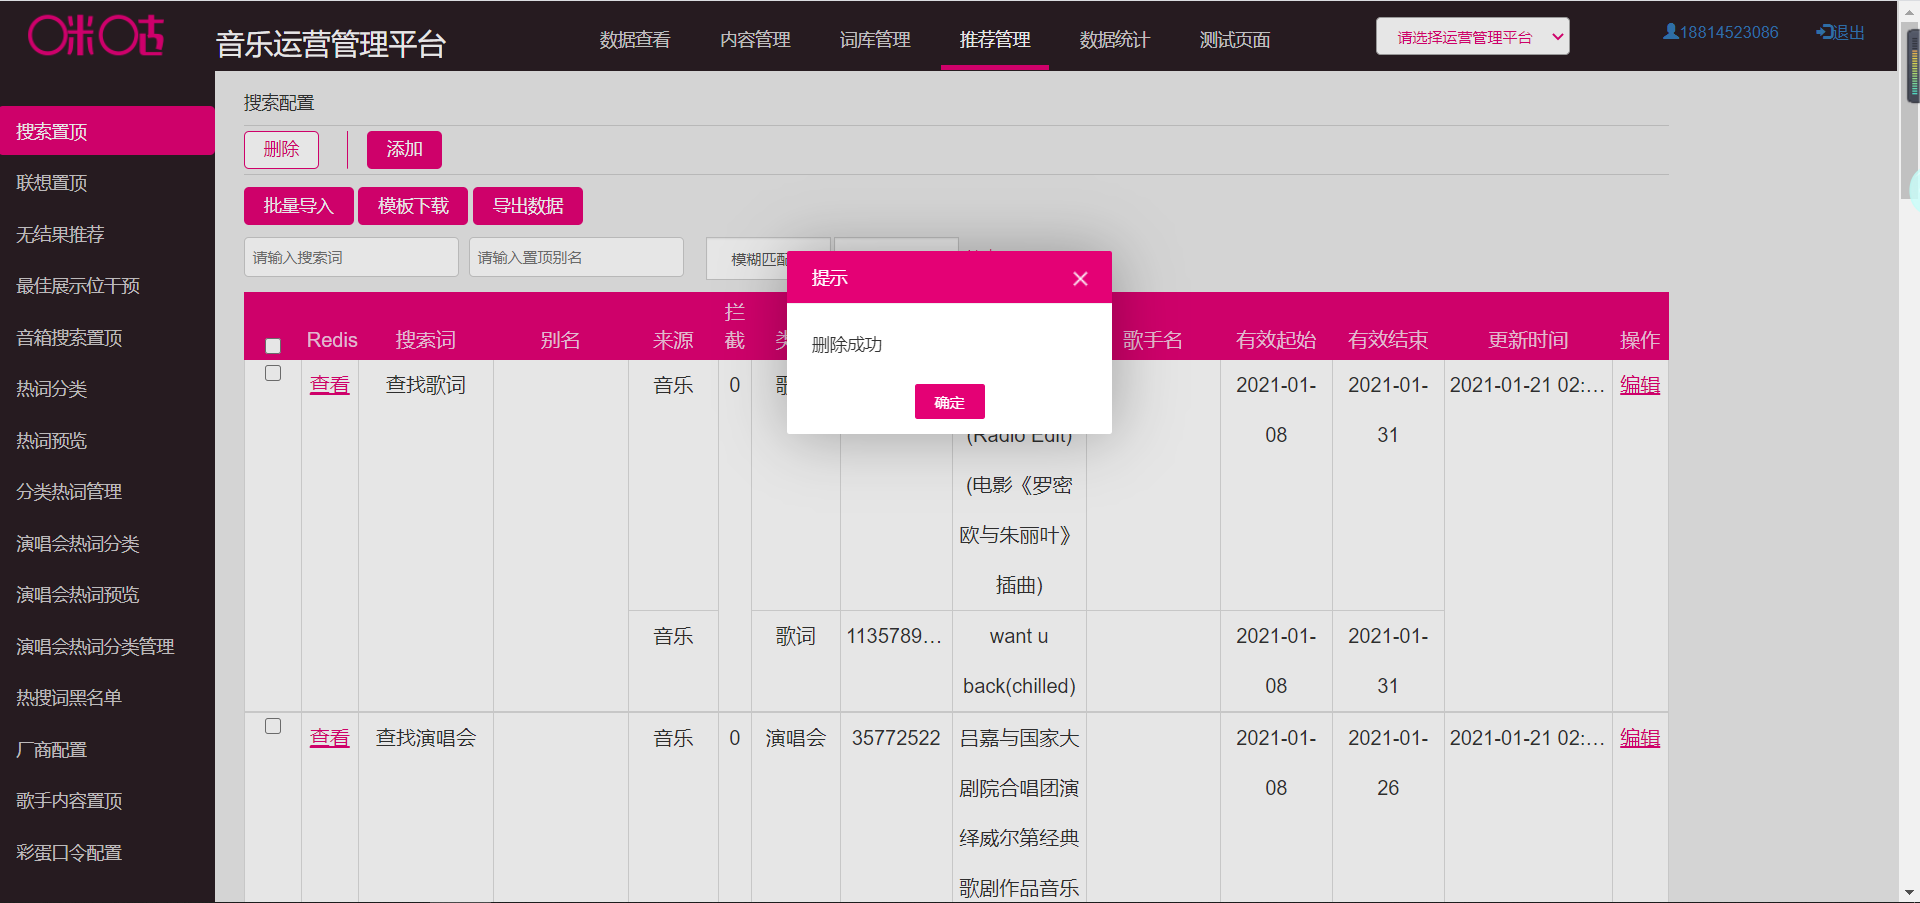 咪咕 音乐运营管理平台 数据查看 内容管理 词库管理 推荐管理 数据统计 测试页面 请选择运营管理平台 18814523086 退出
搜索置顶
联想置顶
无结果推荐
最佳展示位干预
音箱搜索置顶
热词分类
热词预览
分类热词管理
演唱会热词分类
演唱会热词预览
演唱会热词分类管理
热搜词黑名单
厂商配置
歌手内容置顶
彩蛋口令配置
搜索配置
删除 添加
批量导入 模板下载 导出数据
请输入搜索词 请输入置顶别名 模糊匹配
提示
删除成功
确定
Redis 搜索词 别名 来源 拦截 歌手名 有效起始 有效结束 更新时间 操作
查看 查找歌词 音乐 0 2021-01- 2021-01- 2021-01-21 02:... 编辑
(Radio Edit) 08 31
(电影《罗密
欧与朱丽叶》
插曲)
音乐 歌词 1135789... want u 2021-01- 2021-01-
back(chilled) 08 31
查看 查找演唱会 音乐 0 演唱会 35772522 吕嘉与国家大 2021-01- 2021-01- 2021-01-21 02:... 编辑
剧院合唱团演 08 26
绎威尔第经典
歌剧作品音乐